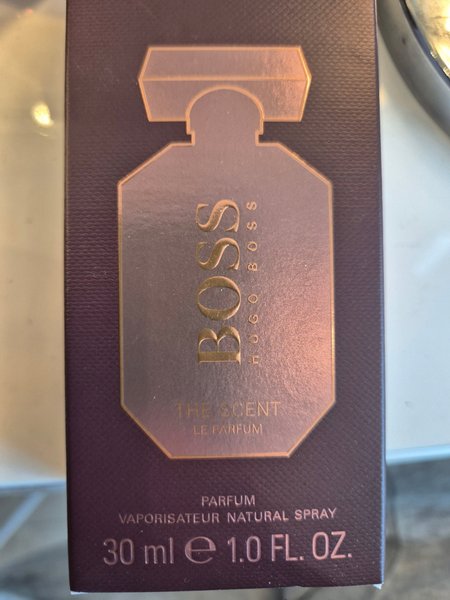 BOSS
HUGO BOSS
THE SCENT
LE PARFUM
PARFUM
VAPORISATEUR NATURAL SPRAY
30 ml ℮ 1.0 FL. OZ.